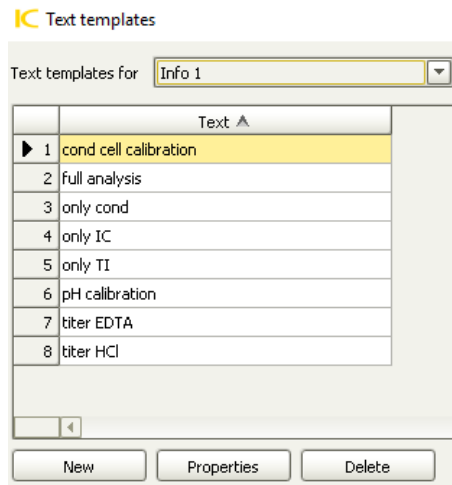 IC Text templates
Text templates for Info 1
Text
1 cond cell calibration
2 full analysis
3 only cond
4 only IC
5 only TI
6 pH calibration
7 titer EDTA
8 titer HCl
New Properties Delete